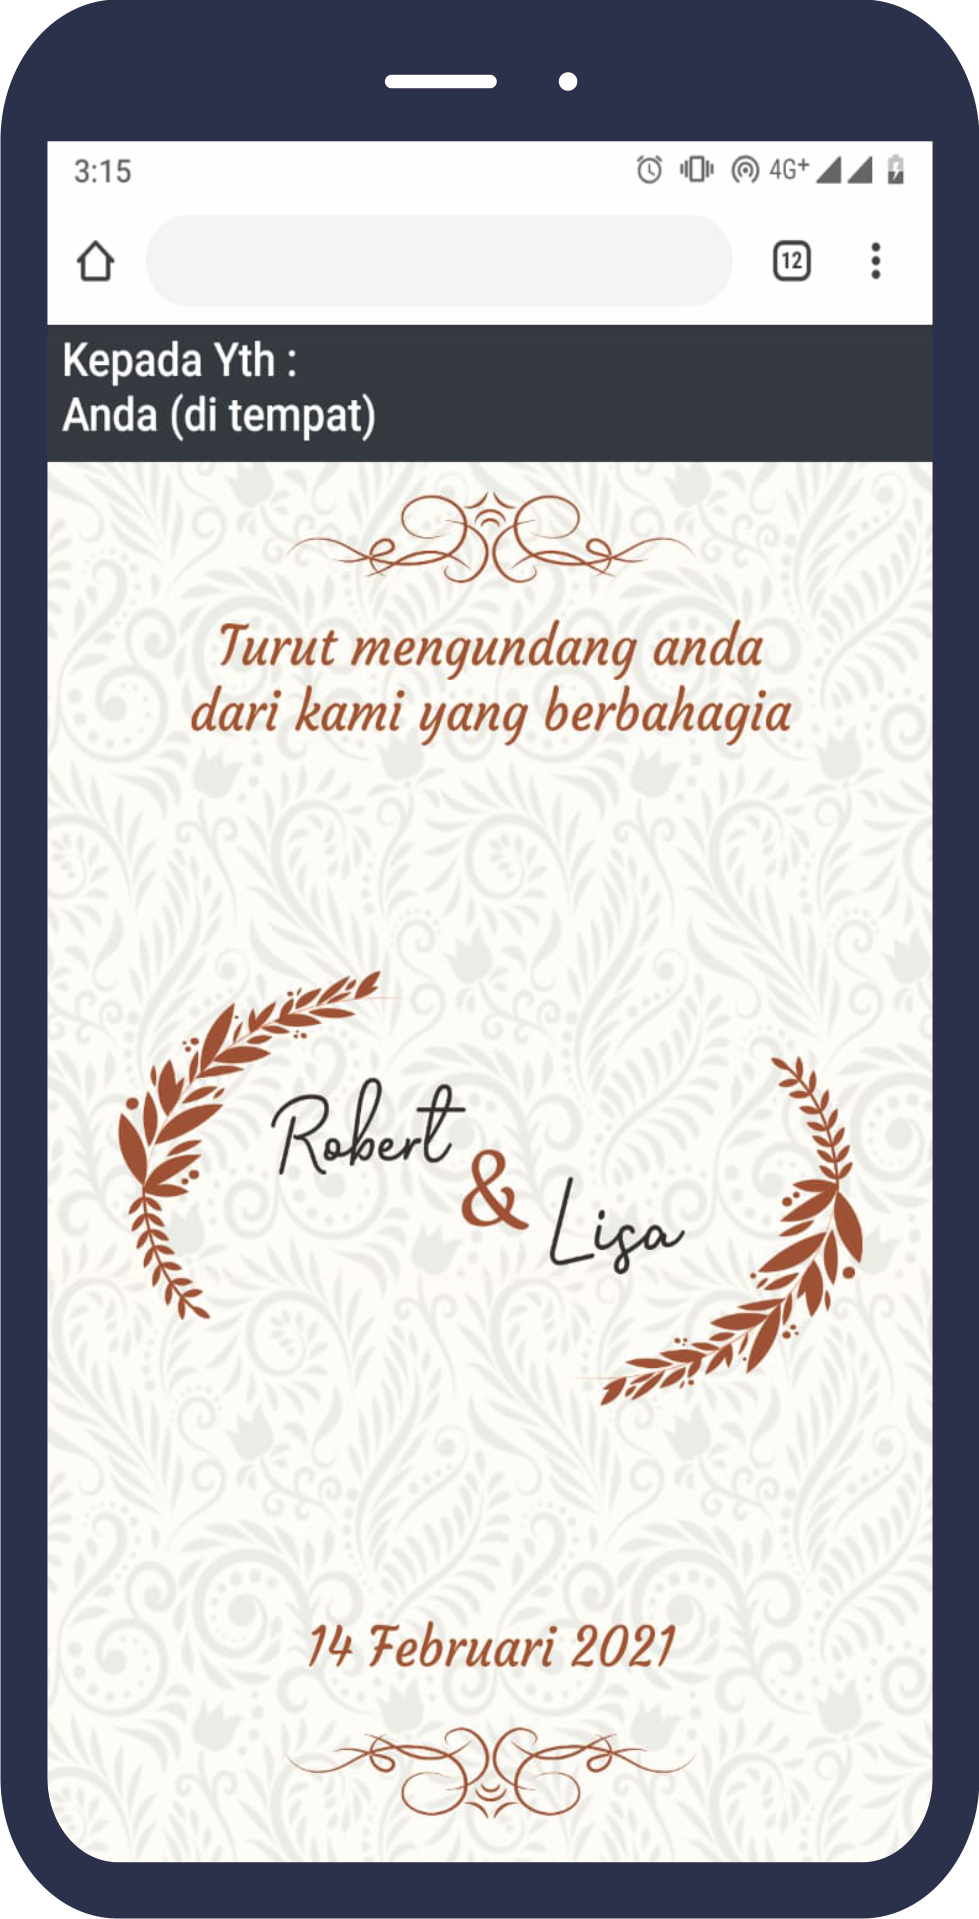 3:15
4G+
12
Kepada Yth :
Anda (di tempat)
Turut mengundang anda
dari kami yang berbahagia
Robert
&
Lisa
14 Februari 2021